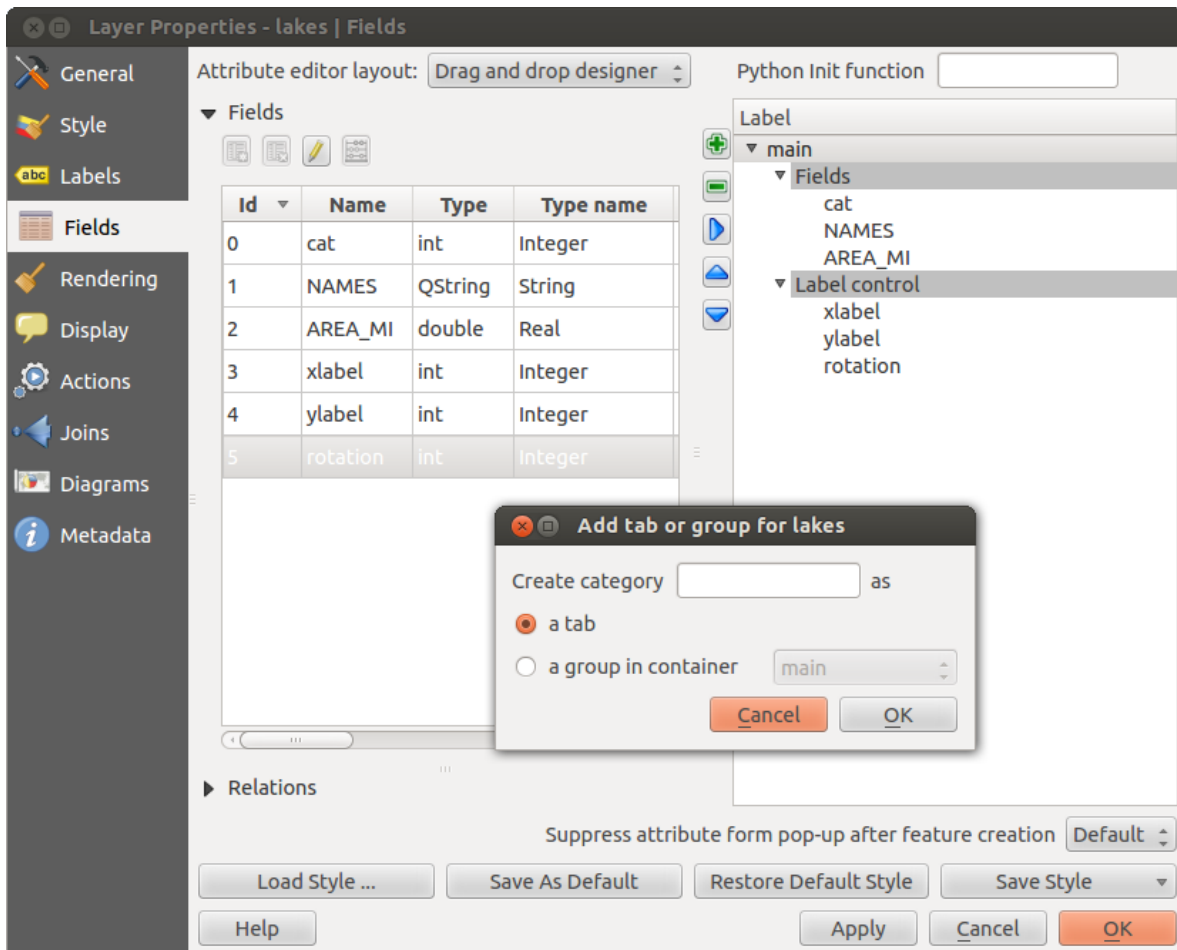 Layer Properties - lakes | Fields
General
Style
abc Labels
Fields
Rendering
Display
Actions
Joins
Diagrams
i Metadata
Attribute editor layout: Drag and drop designer
Python Init function
Fields
Id Name Type Type name
0 cat int Integer
1 NAMES QString String
2 AREA_MI double Real
3 xlabel int Integer
4 ylabel int Integer
5 rotation int Integer
Label
main
Fields
cat
NAMES
AREA_MI
Label control
xlabel
ylabel
rotation
Add tab or group for lakes
Create category as
a tab
a group in container main
Cancel OK
Relations
Suppress attribute form pop-up after feature creation Default
Load Style ... Save As Default Restore Default Style Save Style
Help Apply Cancel OK